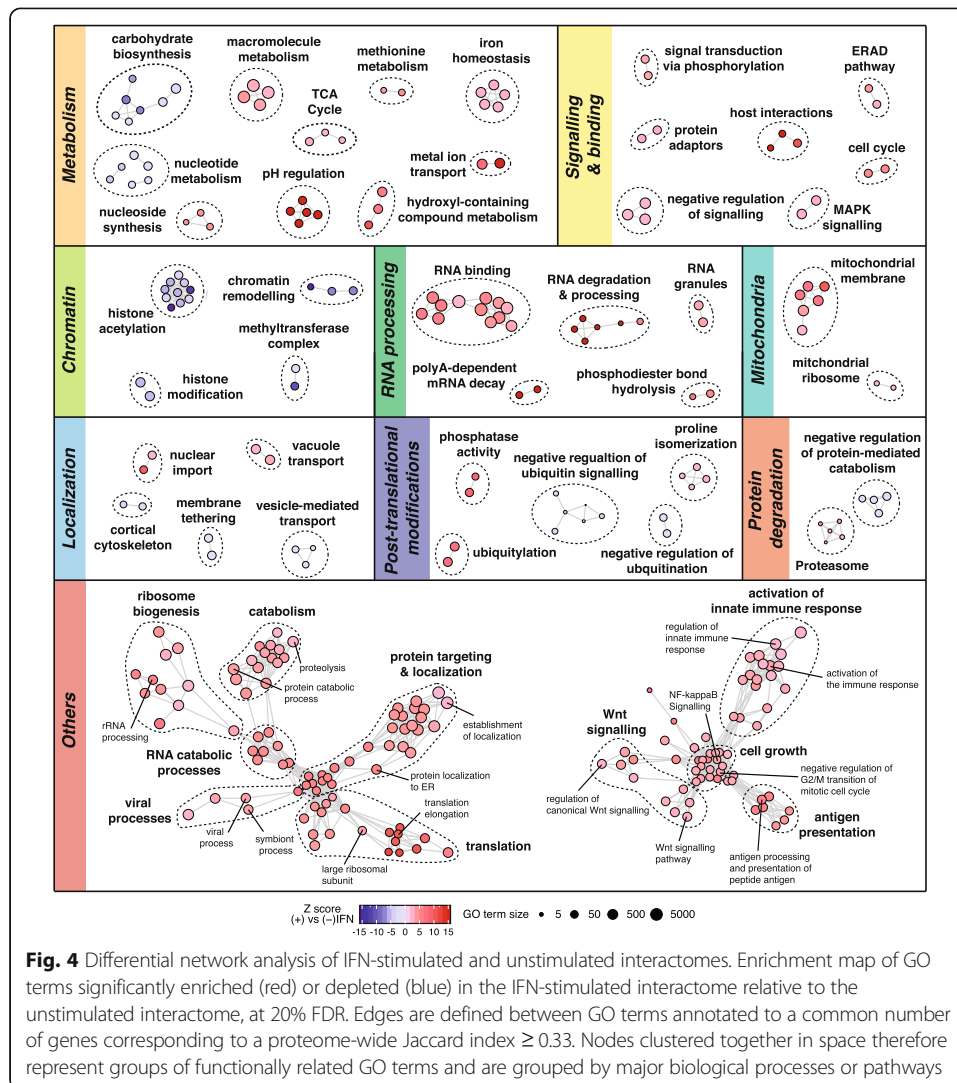 Metabolism
carbohydrate
biosynthesis
macromolecule
metabolism
methionine
metabolism
iron
homeostasis
TCA
Cycle
nucleotide
metabolism
pH regulation
metal ion
transport
nucleoside
synthesis
hydroxyl-containing
compound metabolism
Signalling
& binding
signal transduction
via phosphorylation
ERAD
pathway
host interactions
protein
adaptors
cell cycle
negative regulation
of signalling
MAPK
signalling
Chromatin
histone
acetylation
chromatin
remodelling
methyltransferase
complex
histone
modification
RNA processing
RNA binding
RNA degradation
& processing
RNA
granules
polyA-dependent
mRNA decay
phosphodiester bond
hydrolysis
Mitochondria
mitochondrial
membrane
mitchondrial
ribosome
Localization
nuclear
import
vacuole
transport
cortical
cytoskeleton
membrane
tethering
vesicle-mediated
transport
Post-translational
modifications
phosphatase
activity
negative regualtion of
ubiquitin signalling
proline
isomerization
ubiquitylation
negative regulation of
ubquitination
Protein
degradation
negative regulation
of protein-mediated
catabolism
Proteasome
Others
ribosome
biogenesis
catabolism
proteolysis
protein catabolic
process
rRNA
processing
RNA catabolic
processes
protein targeting
& localization
establishment
of localization
protein localization
to ER
viral
processes
viral
process
symbiont
process
translation
elongation
translation
large ribosomal
subunit
activation of
innate immune response
regulation of
innate immune
response
activation of
the immune response
NF-kappaB
Signalling
Wnt
signalling
cell growth
negative regulation of
G2/M transition of
mitotic cell cycle
regulation of
canonical Wnt signalling
Wnt signalling
pathway
antigen
presentation
antigen processing
and presentation of
peptide antigen
Z score
(+) vs (−)IFN
-15 -10 -5 0 5 10 15
GO term size 5 50 500 5000
Fig. 4 Differential network analysis of IFN-stimulated and unstimulated interactomes. Enrichment map of GO
terms significantly enriched (red) or depleted (blue) in the IFN-stimulated interactome relative to the
unstimulated interactome, at 20% FDR. Edges are defined between GO terms annotated to a common number
of genes corresponding to a proteome-wide Jaccard index ≥ 0.33. Nodes clustered together in space therefore
represent groups of functionally related GO terms and are grouped by major biological processes or pathways